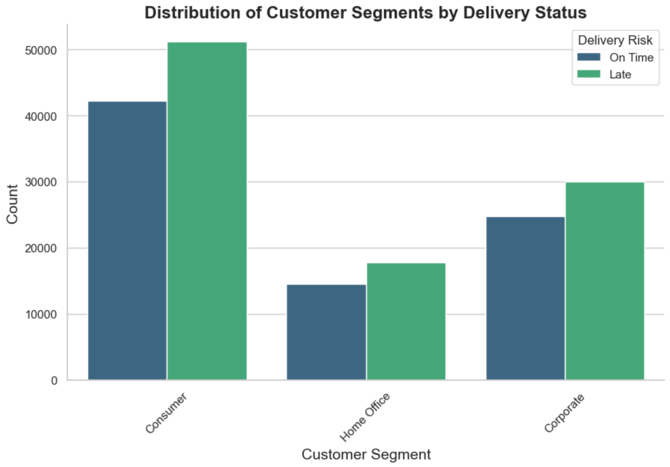 Distribution of Customer Segments by Delivery Status
Delivery Risk
On Time
Late
50000
40000
30000
20000
10000
0
Count
Consumer
Home Office
Corporate
Customer Segment